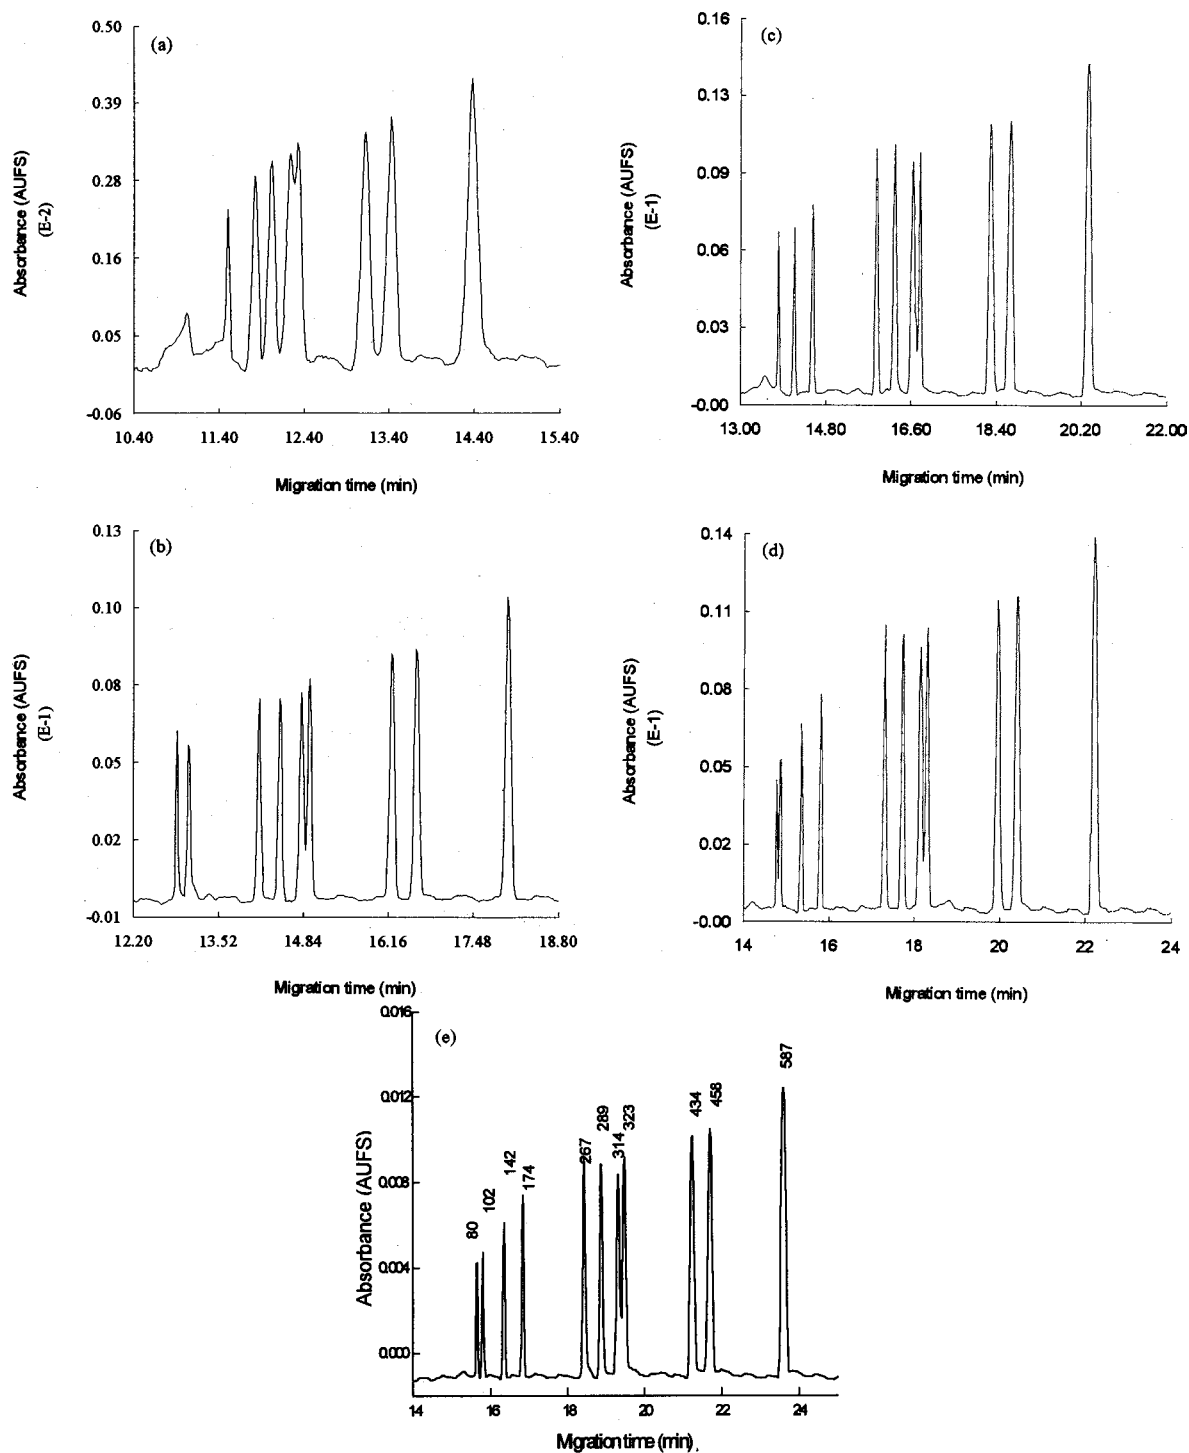 (a)
0.50
0.39
0.28
0.16
0.05
-0.06
Absorbance (AUFS)
(E-2)
10.40 11.40 12.40 13.40 14.40 15.40
Migration time (min)
(c)
0.16
0.13
0.09
0.06
0.03
-0.00
Absorbance (AUFS)
(E-1)
13.00 14.80 16.60 18.40 20.20 22.00
Migration time (min)
(b)
0.13
0.10
0.08
0.05
0.02
-0.01
Absorbance (AUFS)
(E-1)
12.20 13.52 14.84 16.16 17.48 18.80
Migration time (min)
(d)
0.14
0.11
0.08
0.05
0.02
-0.00
Absorbance (AUFS)
(E-1)
14 16 18 20 22 24
Migration time (min)
(e)
0.016
0.012
0.008
0.004
0.000
Absorbance (AUFS)
80
102
142
174
267
289
314
323
434
458
587
14 16 18 20 22 24
Migration time (min)